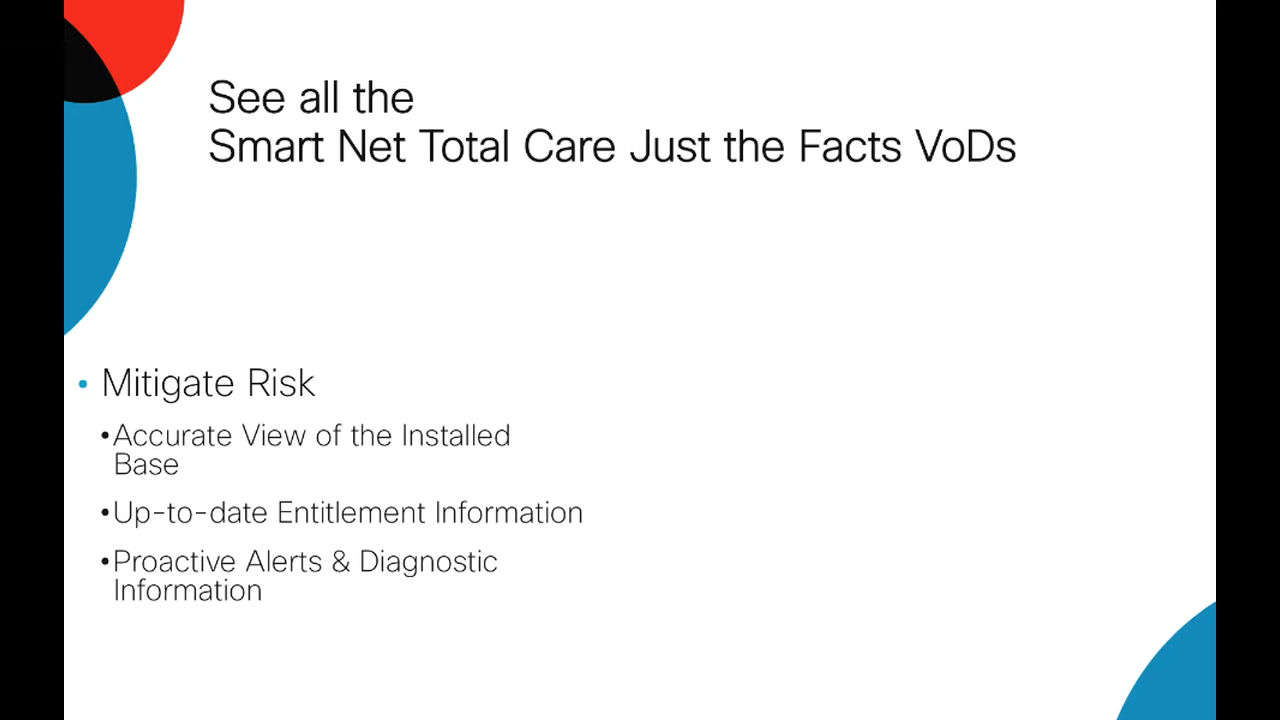 See all the
Smart Net Total Care Just the Facts VoDs
• Mitigate Risk
•Accurate View of the Installed
Base
•Up-to-date Entitlement Information
•Proactive Alerts & Diagnostic
Information